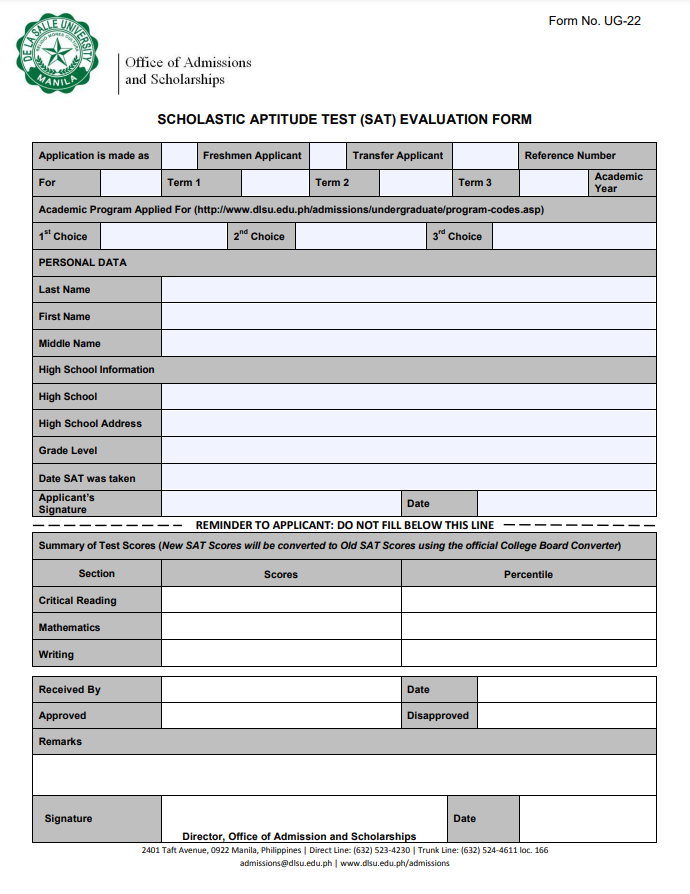 Form No. UG-22
DE LA SALLE UNIVERSITY
MANILA
Office of Admissions
and Scholarships
SCHOLASTIC APTITUDE TEST (SAT) EVALUATION FORM
Application is made as Freshmen Applicant Transfer Applicant Reference Number
For Term 1 Term 2 Term 3 Academic Year
Academic Program Applied For (http://www.dlsu.edu.ph/admissions/undergraduate/program-codes.asp)
1st Choice 2nd Choice 3rd Choice
PERSONAL DATA
Last Name
First Name
Middle Name
High School Information
High School
High School Address
Grade Level
Date SAT was taken
Applicant's Signature Date
REMINDER TO APPLICANT: DO NOT FILL BELOW THIS LINE
Summary of Test Scores (New SAT Scores will be converted to Old SAT Scores using the official College Board Converter)
Section Scores Percentile
Critical Reading
Mathematics
Writing
Received By Date
Approved Disapproved
Remarks
Signature Date
Director, Office of Admission and Scholarships
2401 Taft Avenue, 0922 Manila, Philippines | Direct Line: (632) 523-4230 | Trunk Line: (632) 524-4611 loc. 166
admissions@dlsu.edu.ph | www.dlsu.edu.ph/admissions